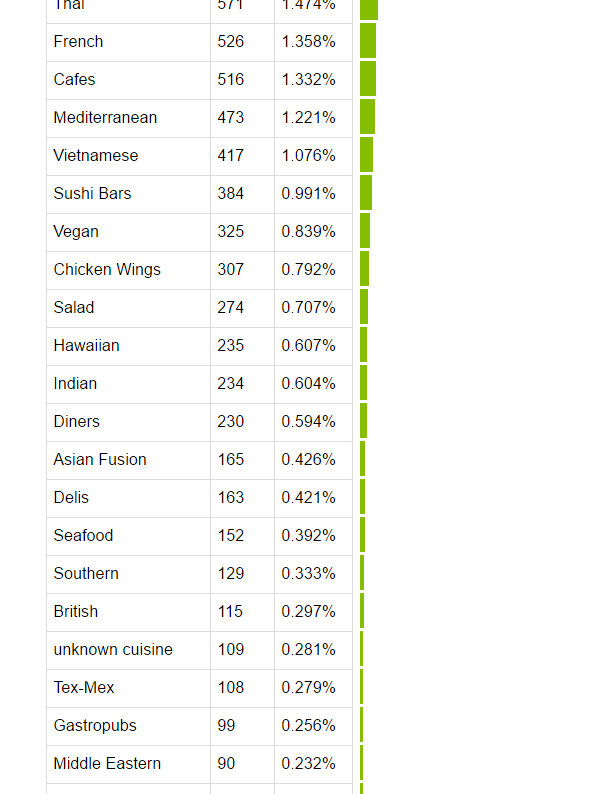 Thai 571 1.474%
French 526 1.358%
Cafes 516 1.332%
Mediterranean 473 1.221%
Vietnamese 417 1.076%
Sushi Bars 384 0.991%
Vegan 325 0.839%
Chicken Wings 307 0.792%
Salad 274 0.707%
Hawaiian 235 0.607%
Indian 234 0.604%
Diners 230 0.594%
Asian Fusion 165 0.426%
Delis 163 0.421%
Seafood 152 0.392%
Southern 129 0.333%
British 115 0.297%
unknown cuisine 109 0.281%
Tex-Mex 108 0.279%
Gastropubs 99 0.256%
Middle Eastern 90 0.232%